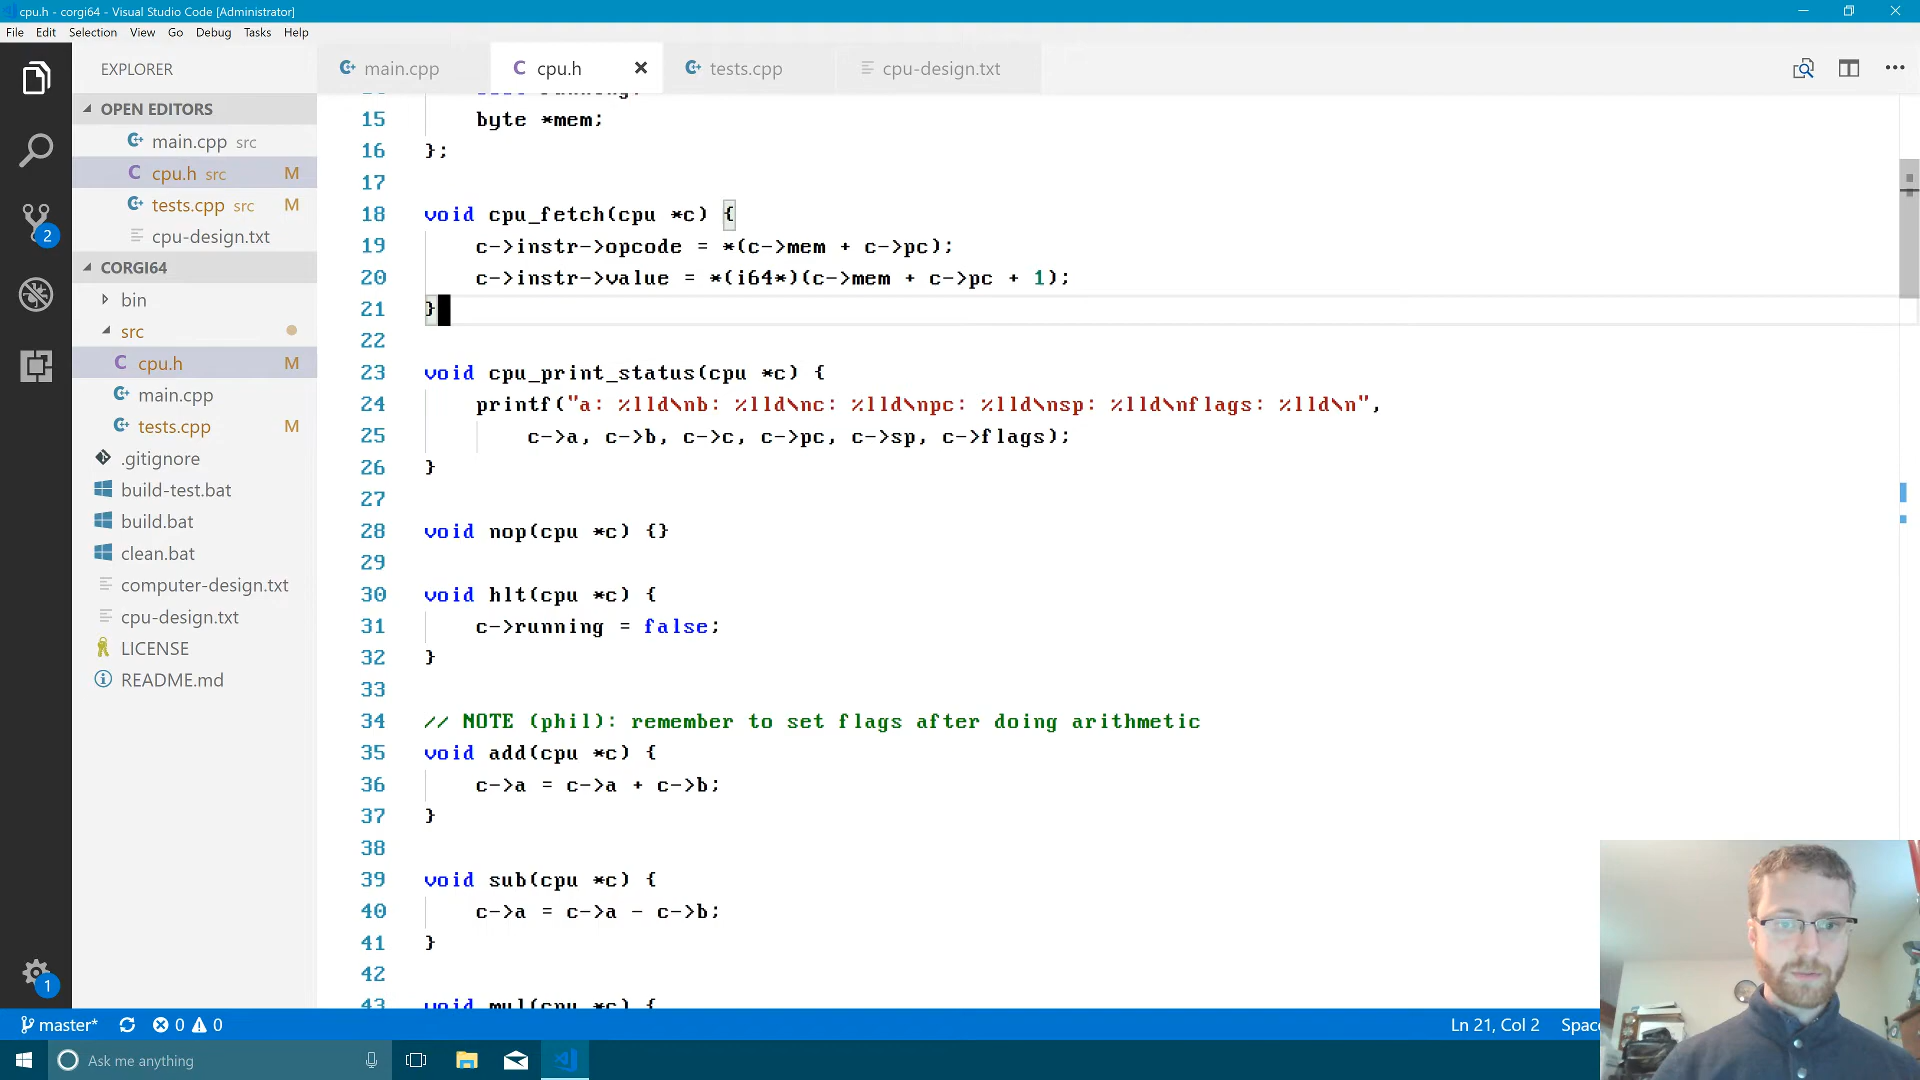 cpu.h - corgi64 - Visual Studio Code [Administrator]
File Edit Selection View Go Debug Tasks Help
EXPLORER
main.cpp
cpu.h
tests.cpp
cpu-design.txt
OPEN EDITORS
main.cpp src
cpu.h src M
tests.cpp src M
cpu-design.txt
CORGI64
bin
src
cpu.h M
main.cpp
tests.cpp M
.gitignore
build-test.bat
build.bat
clean.bat
computer-design.txt
cpu-design.txt
LICENSE
README.md
2
1
15 byte *mem;
16 };
17
18 void cpu_fetch(cpu *c) {
19 c->instr->opcode = *(c->mem + c->pc);
20 c->instr->value = *(i64*)(c->mem + c->pc + 1);
21 }
22
23 void cpu_print_status(cpu *c) {
24 printf("a: %lld\nb: %lld\nc: %lld\npc: %lld\nsp: %lld\nflags: %lld\n",
25 c->a, c->b, c->c, c->pc, c->sp, c->flags);
26 }
27
28 void nop(cpu *c) {}
29
30 void hlt(cpu *c) {
31 c->running = false;
32 }
33
34 // NOTE (phil): remember to set flags after doing arithmetic
35 void add(cpu *c) {
36 c->a = c->a + c->b;
37 }
38
39 void sub(cpu *c) {
40 c->a = c->a - c->b;
41 }
42
43 void mul(cpu *c) {
master* 0 0
Ln 21, Col 2
Ask me anything